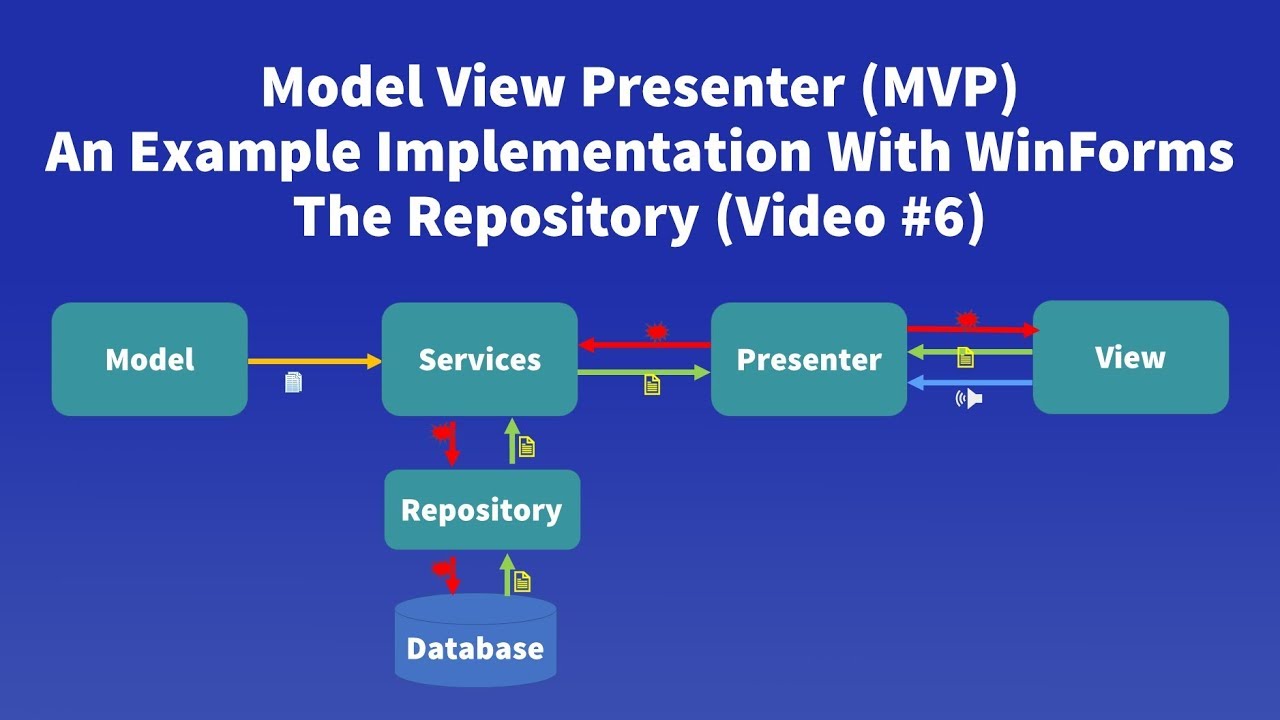 Model View Presenter (MVP)
An Example Implementation With WinForms
The Repository (Video #6)
Model
Services
Presenter
View
Repository
Database